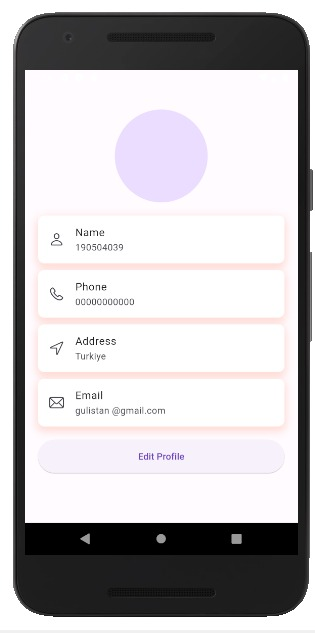 Name
190504039
Phone
00000000000
Address
Turkiye
Email
gulistan @gmail.com
Edit Profile